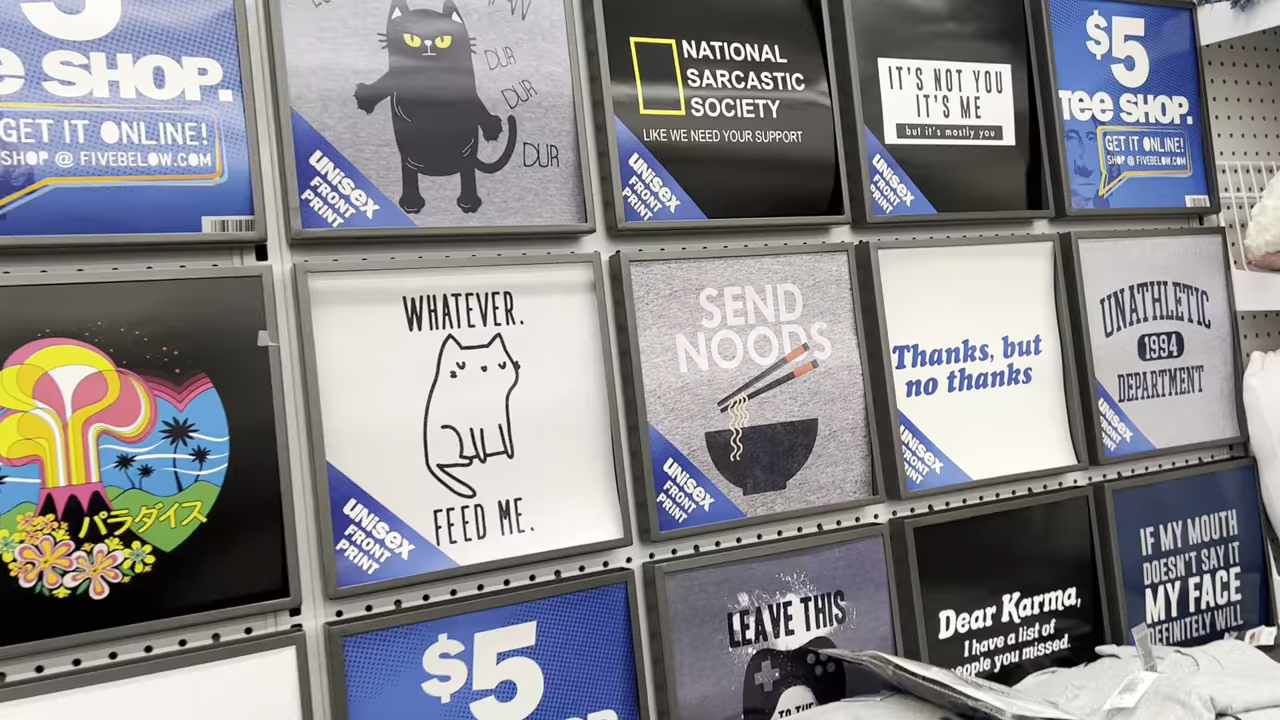 5
e SHOP.
GET IT ONLINE!
SHOP @ FIVEBELOW.COM
DUR
DUR
DUR
UNISEX
FRONT
PRINT
NATIONAL
SARCASTIC
SOCIETY
LIKE WE NEED YOUR SUPPORT
UNISEX
FRONT
PRINT
IT'S NOT YOU
IT'S ME
but it's mostly you
UNISEX
FRONT
PRINT
$5
Tee SHOP.
GET IT ONLINE!
SHOP @ FIVEBELOW.COM
パラダイス
WHATEVER.
FEED ME.
UNISEX
FRONT
PRINT
SEND
NOODS
UNISEX
FRONT
PRINT
Thanks, but
no thanks
UNISEX
FRONT
PRINT
UNATHLETIC
1994
DEPARTMENT
UNISEX
FRONT
PRINT
$5
LEAVE THIS
TO THE
Dear Karma,
I have a list of
people you missed.
IF MY MOUTH
DOESN'T SAY IT
MY FACE
DEFINITELY WILL